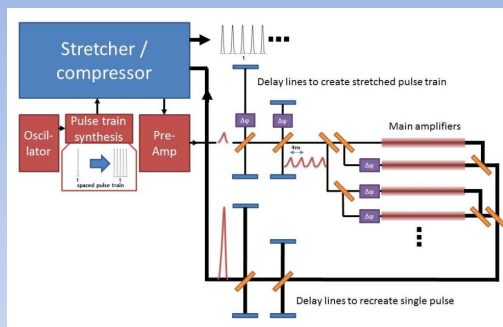 Stretcher /
compressor
t
Delay lines to create stretched pulse train
Oscil-
lator
Pulse train
synthesis
Pre-
Amp
t
t
spaced pulse train
Δφ
Δφ
4ns
Main amplifiers
Δφ
Δφ
Δφ
Delay lines to recreate single pulse